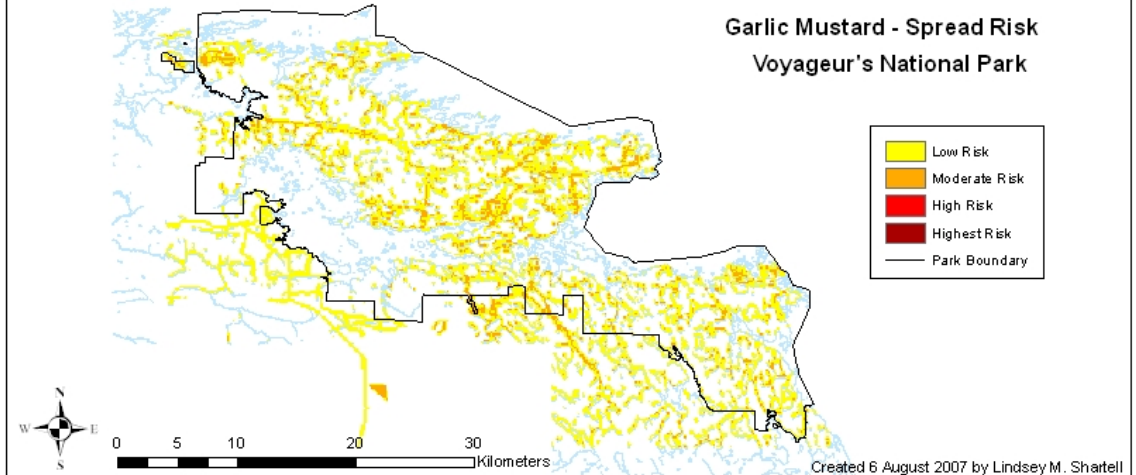 Garlic Mustard - Spread Risk
Voyageur's National Park
Low Risk
Moderate Risk
High Risk
Highest Risk
Park Boundary
N
W E
S
0 5 10 20 30
Kilometers
Created 6 August 2007 by Lindsey M. Shartell